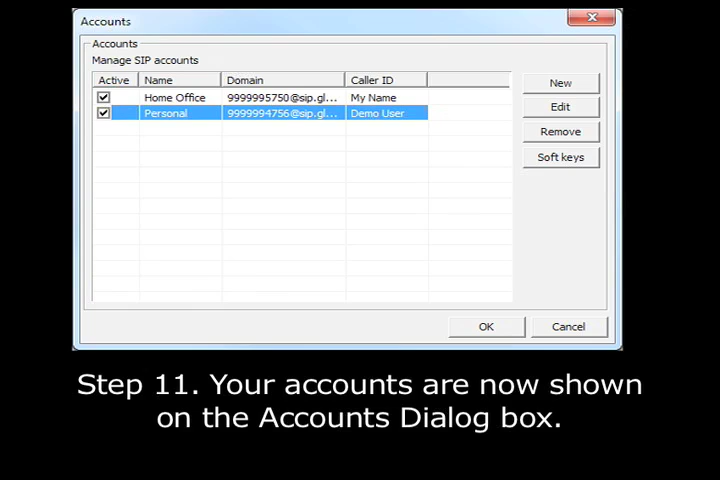 Accounts
Accounts
Manage SIP accounts
Active Name Domain Caller ID
Home Office 9999995750@sip.gl... My Name
Personal 9999994756@sip.gl... Demo User
New
Edit
Remove
Soft keys
OK Cancel
Step 11. Your accounts are now shown
on the Accounts Dialog box.